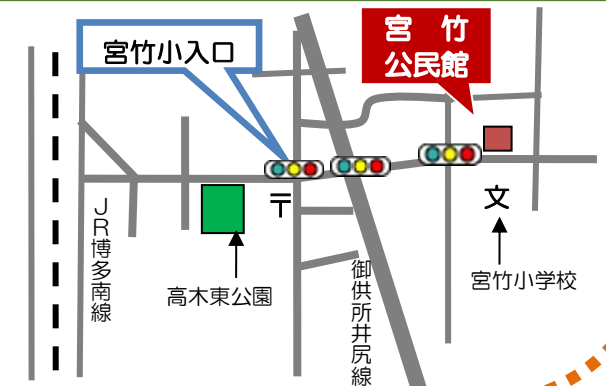 宮竹小入口
宮 竹
公民館
〒
文
JR博多南線
高木東公園
御供所井尻線
宮竹小学校